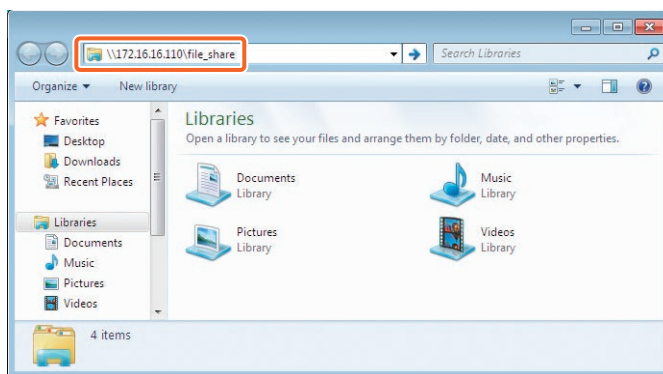 \\172.16.16.110\file_share
Search Libraries
Organize
New library
Favorites
Desktop
Downloads
Recent Places
Libraries
Documents
Music
Pictures
Videos
Libraries
Open a library to see your files and arrange them by folder, date, and other properties.
Documents
Library
Music
Library
Pictures
Library
Videos
Library
4 items